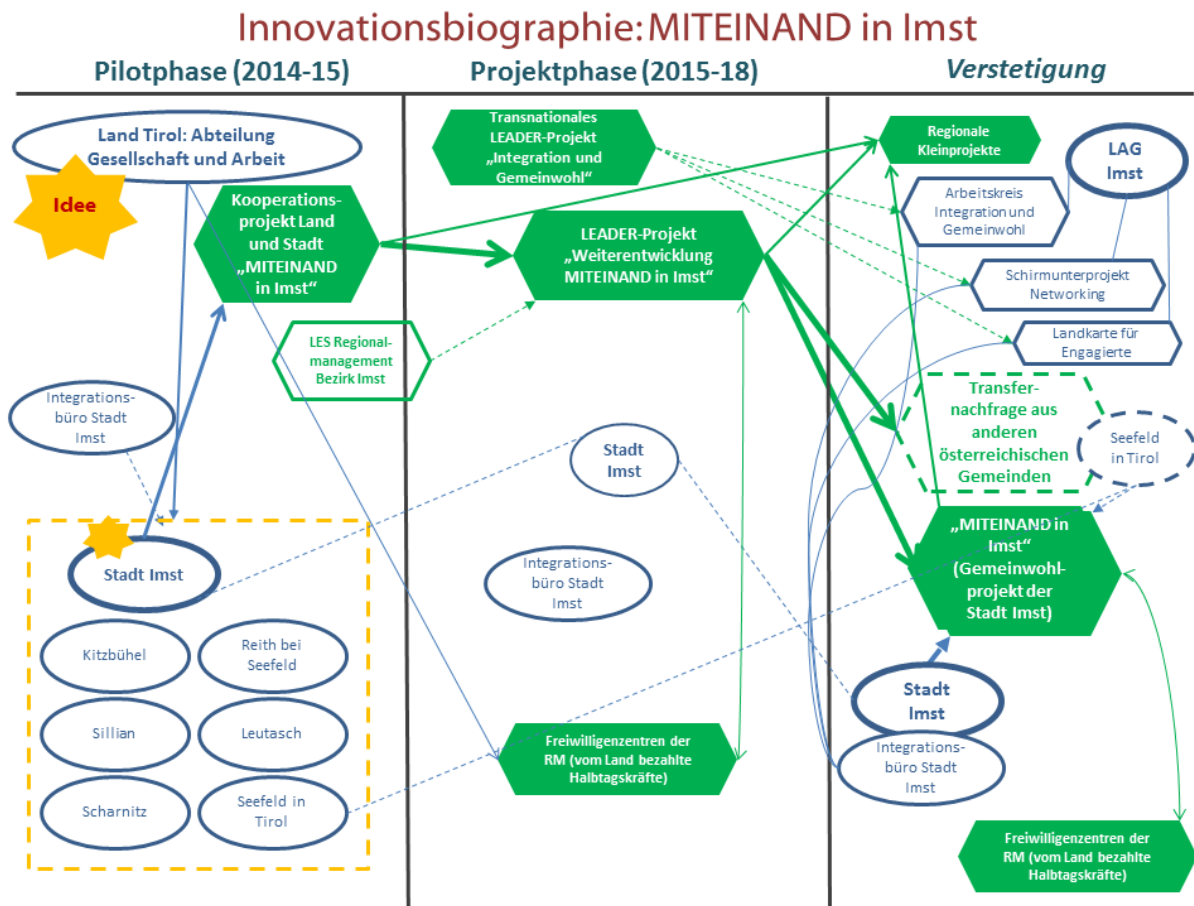 Innovationsbiographie: MITEINAND in Imst
Pilotphase (2014-15)
Projektphase (2015-18)
Verstetigung
Land Tirol: Abteilung
Gesellschaft und Arbeit
Idee
Kooperations-
projekt Land
und Stadt
„MITEINAND
in Imst“
LES Regional-
management
Bezirk Imst
Integrations-
büro Stadt
Imst
Stadt Imst
Kitzbühel
Reith bei
Seefeld
Sillian
Leutasch
Scharnitz
Seefeld in
Tirol
Transnationales
LEADER-Projekt
„Integration und
Gemeinwohl“
LEADER-Projekt
„Weiterentwicklung
MITEINAND in Imst“
Stadt
Imst
Integrations-
büro Stadt
Imst
Freiwilligenzentren der
RM (vom Land bezahlte
Halbtagskräfte)
Regionale
Kleinprojekte
LAG
Imst
Arbeitskreis
Integration und
Gemeinwohl
Schirmunterprojekt
Networking
Landkarte für
Engagierte
Transfer-
nachfrage aus
anderen
österreichischen
Gemeinden
Seefeld
in Tirol
„MITEINAND in
Imst“
(Gemeinwohl-
projekt der
Stadt Imst)
Stadt
Imst
Integrations-
büro Stadt
Imst
Freiwilligenzentren der
RM (vom Land bezahlte
Halbtagskräfte)